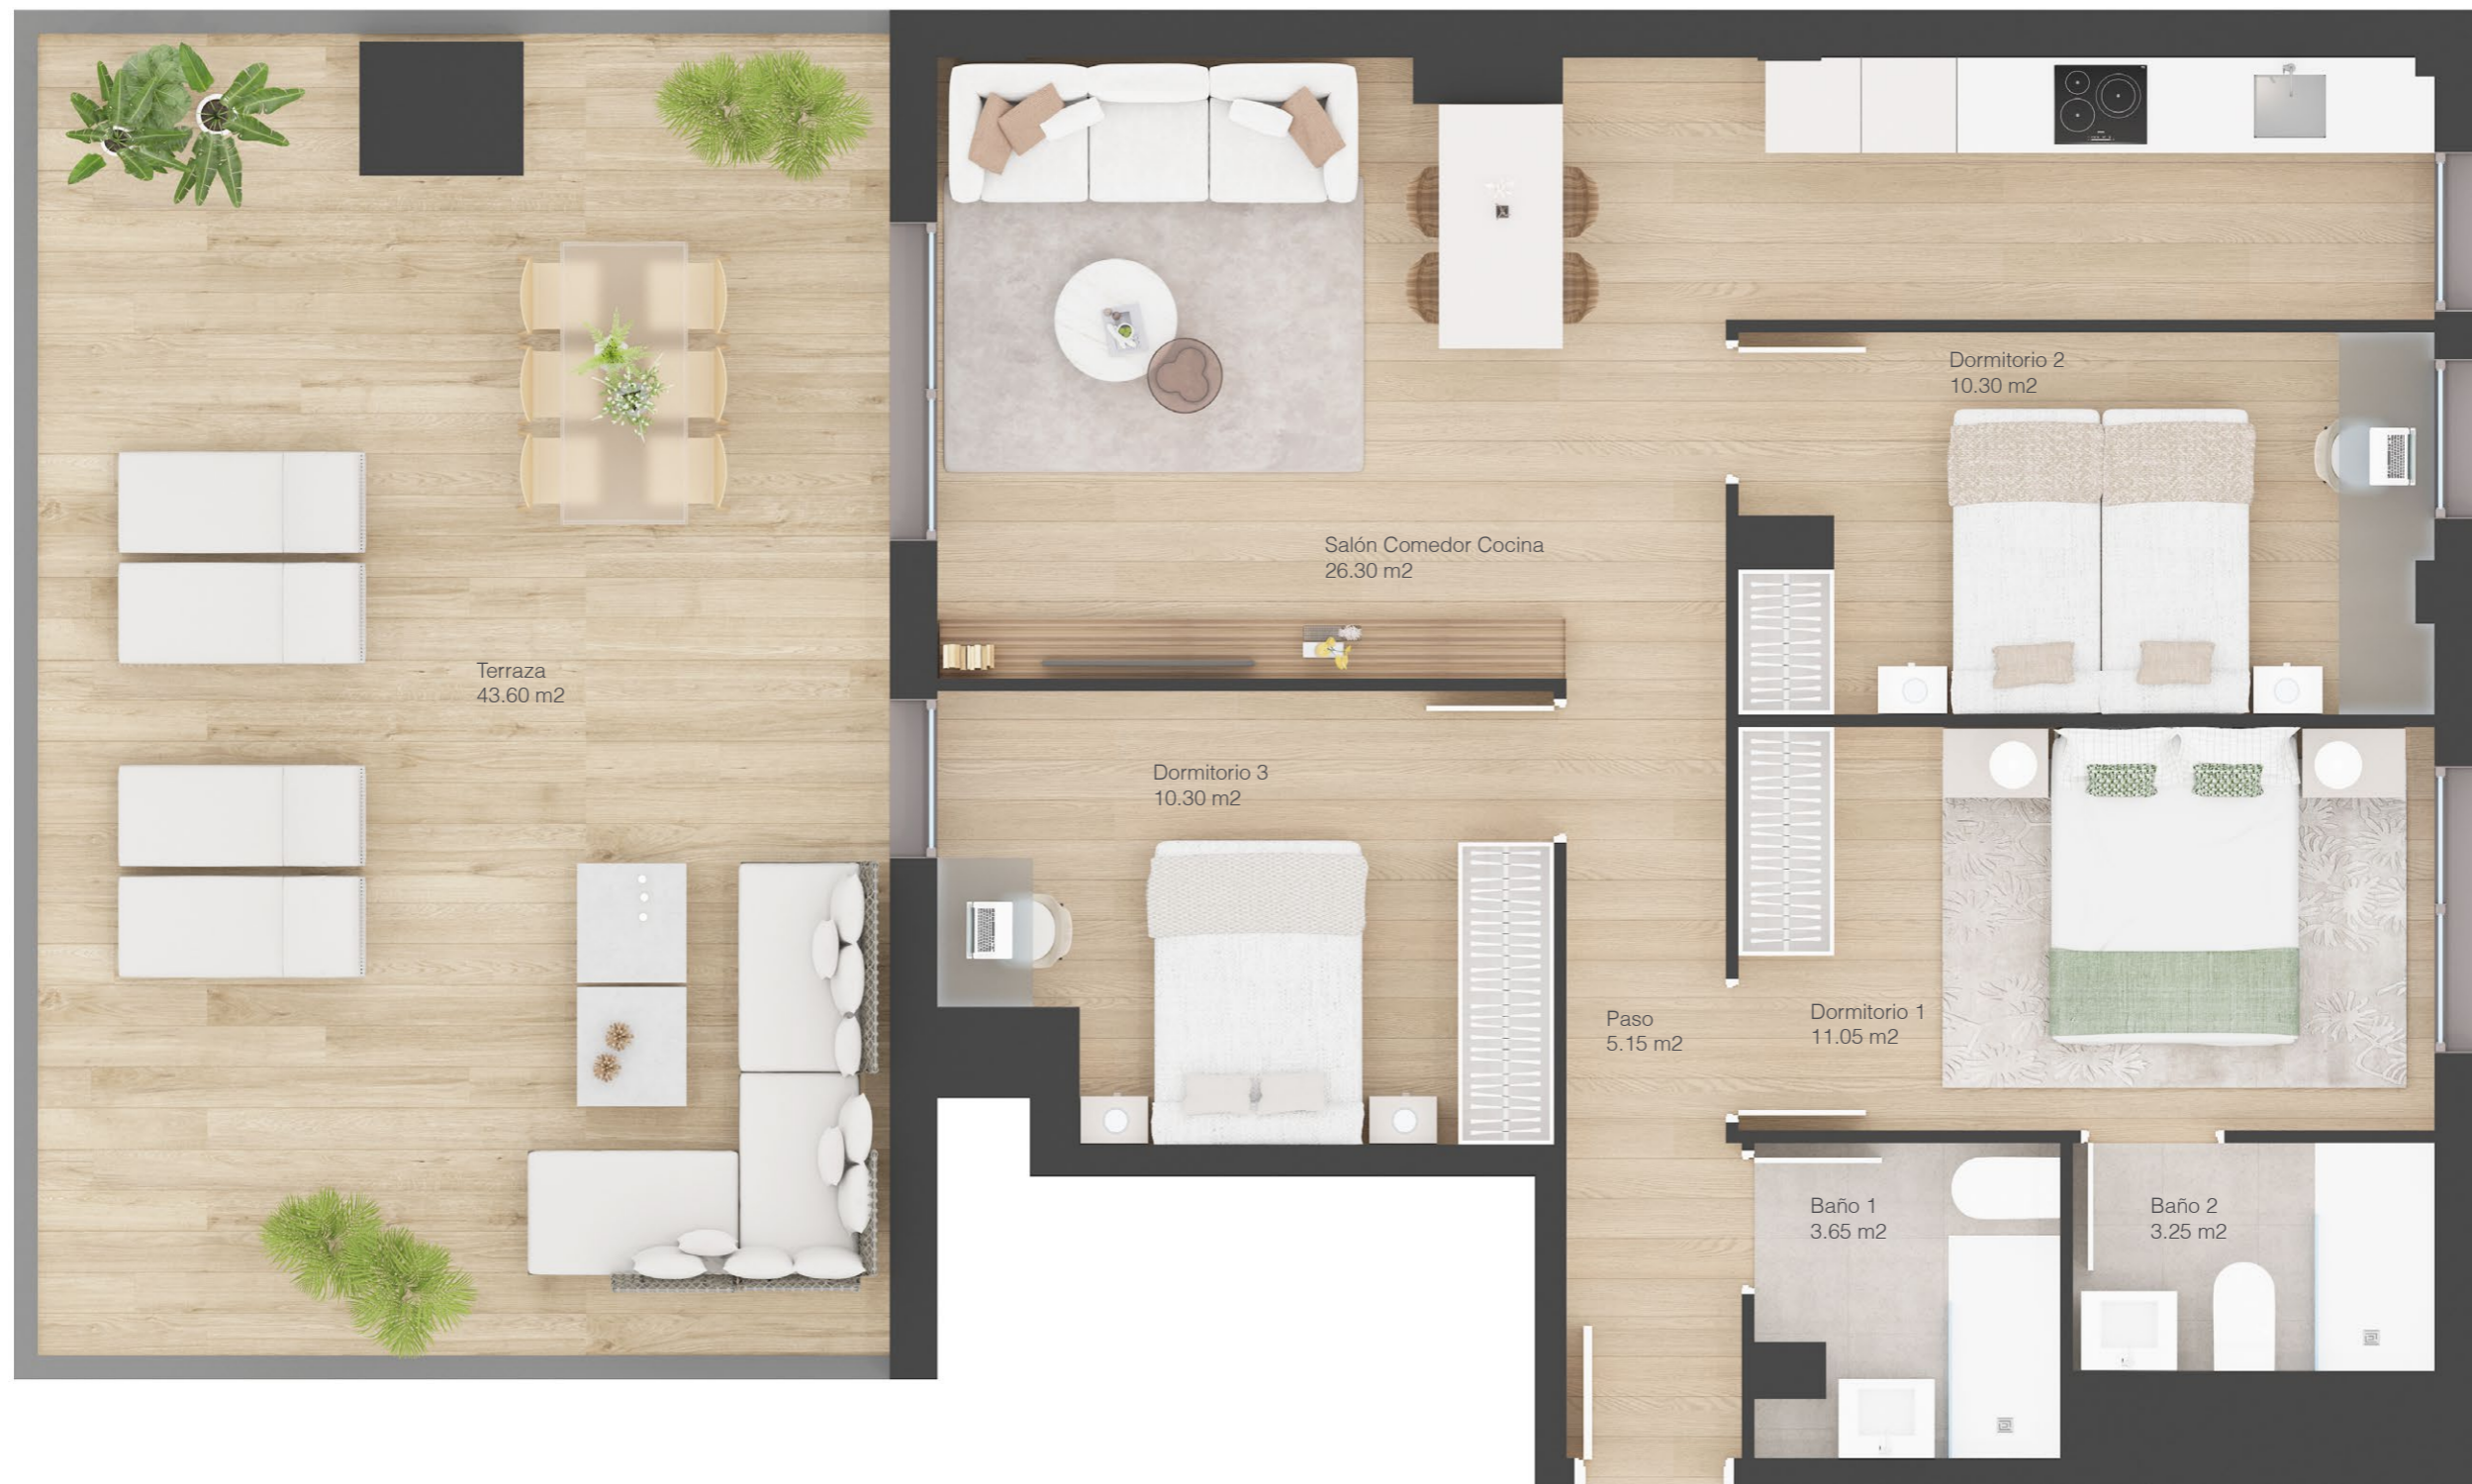 Dormitorio 2
10.30 m2
Salón Comedor Cocina
26.30 m2
Terraza
43.60 m2
Dormitorio 3
10.30 m2
Paso
5.15 m2
Dormitorio 1
11.05 m2
Baño 1
3.65 m2
Baño 2
3.25 m2